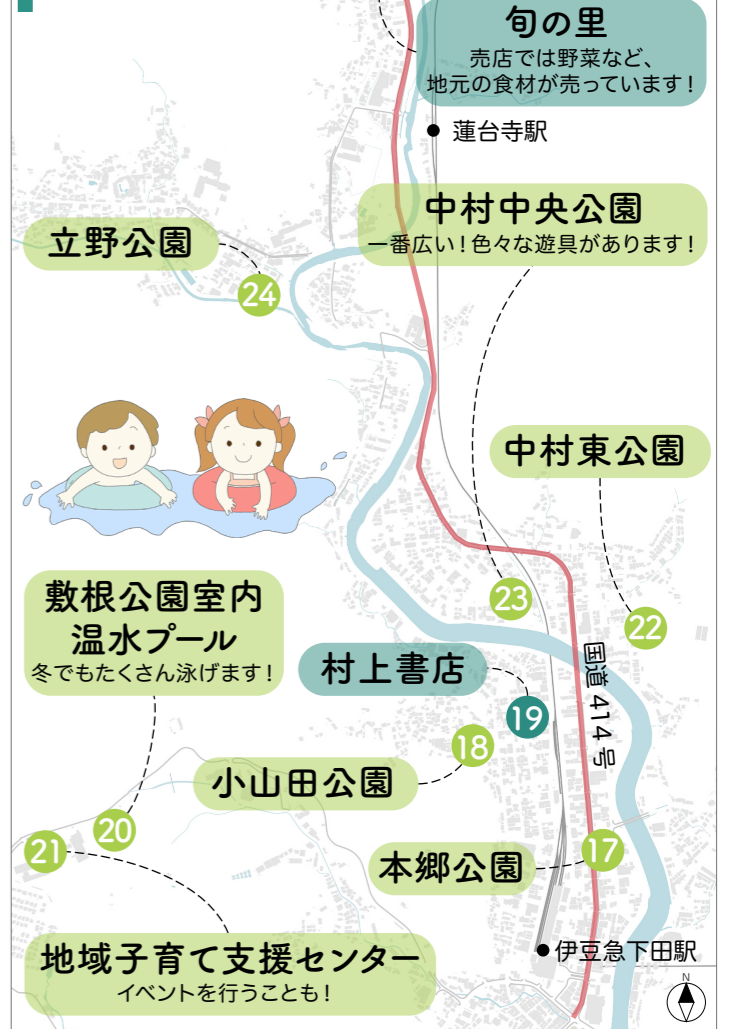 旬の里
売店では野菜など、
地元の食材が売っています！
蓮台寺駅
中村中央公園
一番広い！色々な遊具があります！
立野公園
24
中村東公園
敷根公園室内
温水プール
冬でもたくさん泳げます！
23
22
村上書店
国道414号
19
18
小山田公園
20
21
17
本郷公園
地域子育て支援センター
イベントを行うことも！
伊豆急下田駅
N